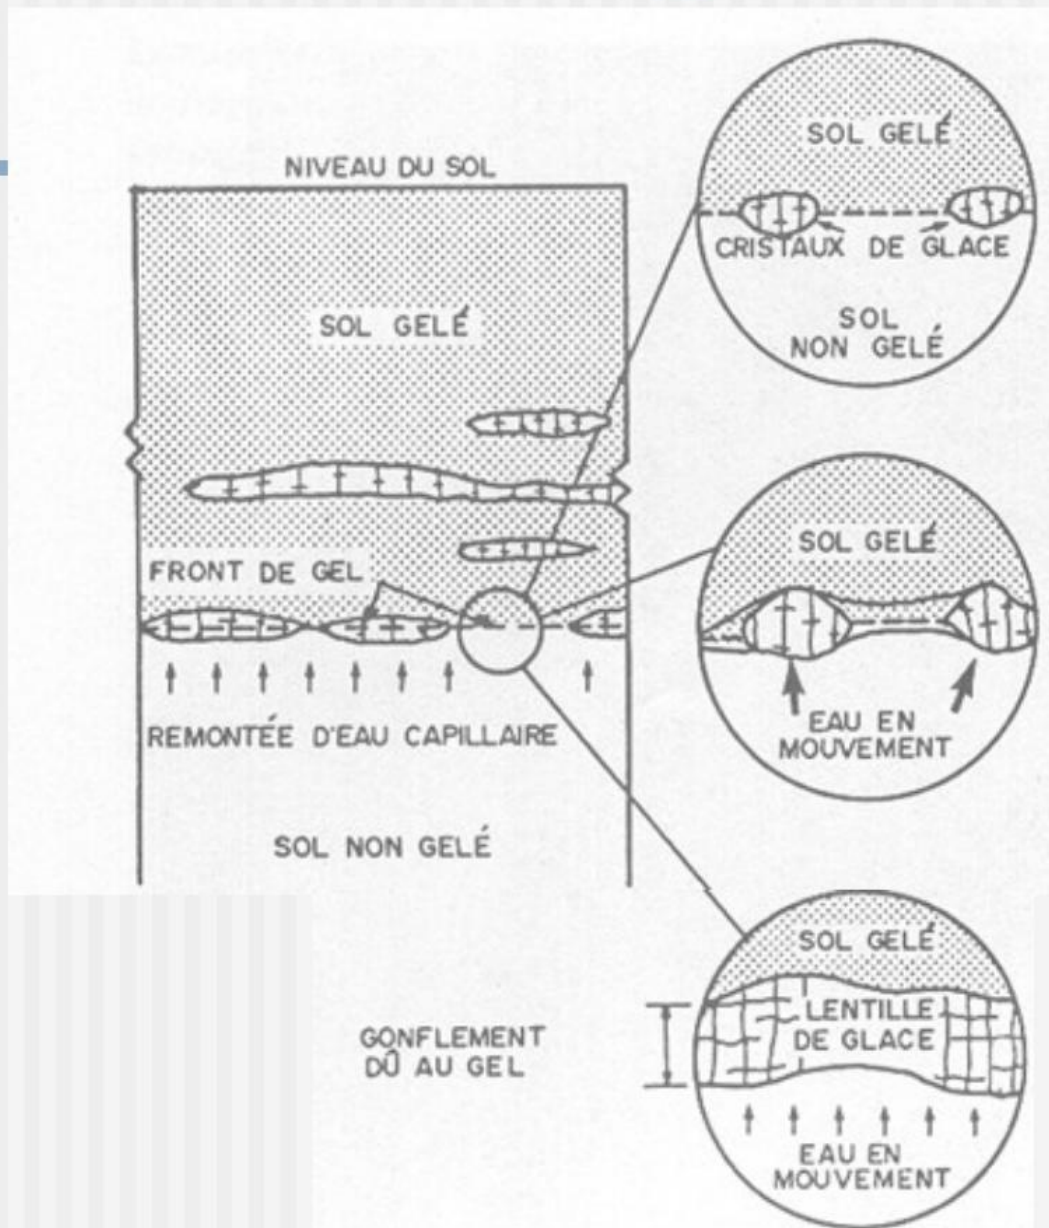 NIVEAU DU SOL
SOL GELÉ
FRONT DE GEL
REMONTÉE D'EAU CAPILLAIRE
SOL NON GELÉ
SOL GELÉ
CRISTAUX DE GLACE
SOL
NON GELÉ
SOL GELÉ
EAU EN
MOUVEMENT
GONFLEMENT
DÛ AU GEL
SOL GELÉ
LENTILLE
DE GLACE
EAU EN
MOUVEMENT